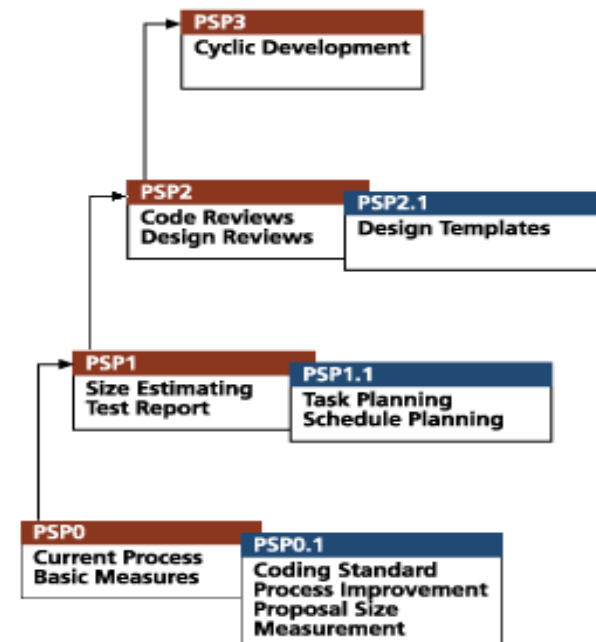 PSP3
Cyclic Development
PSP2
Code Reviews
Design Reviews
PSP2.1
Design Templates
PSP1
Size Estimating
Test Report
PSP1.1
Task Planning
Schedule Planning
PSP0
Current Process
Basic Measures
PSP0.1
Coding Standard
Process Improvement
Proposal Size
Measurement